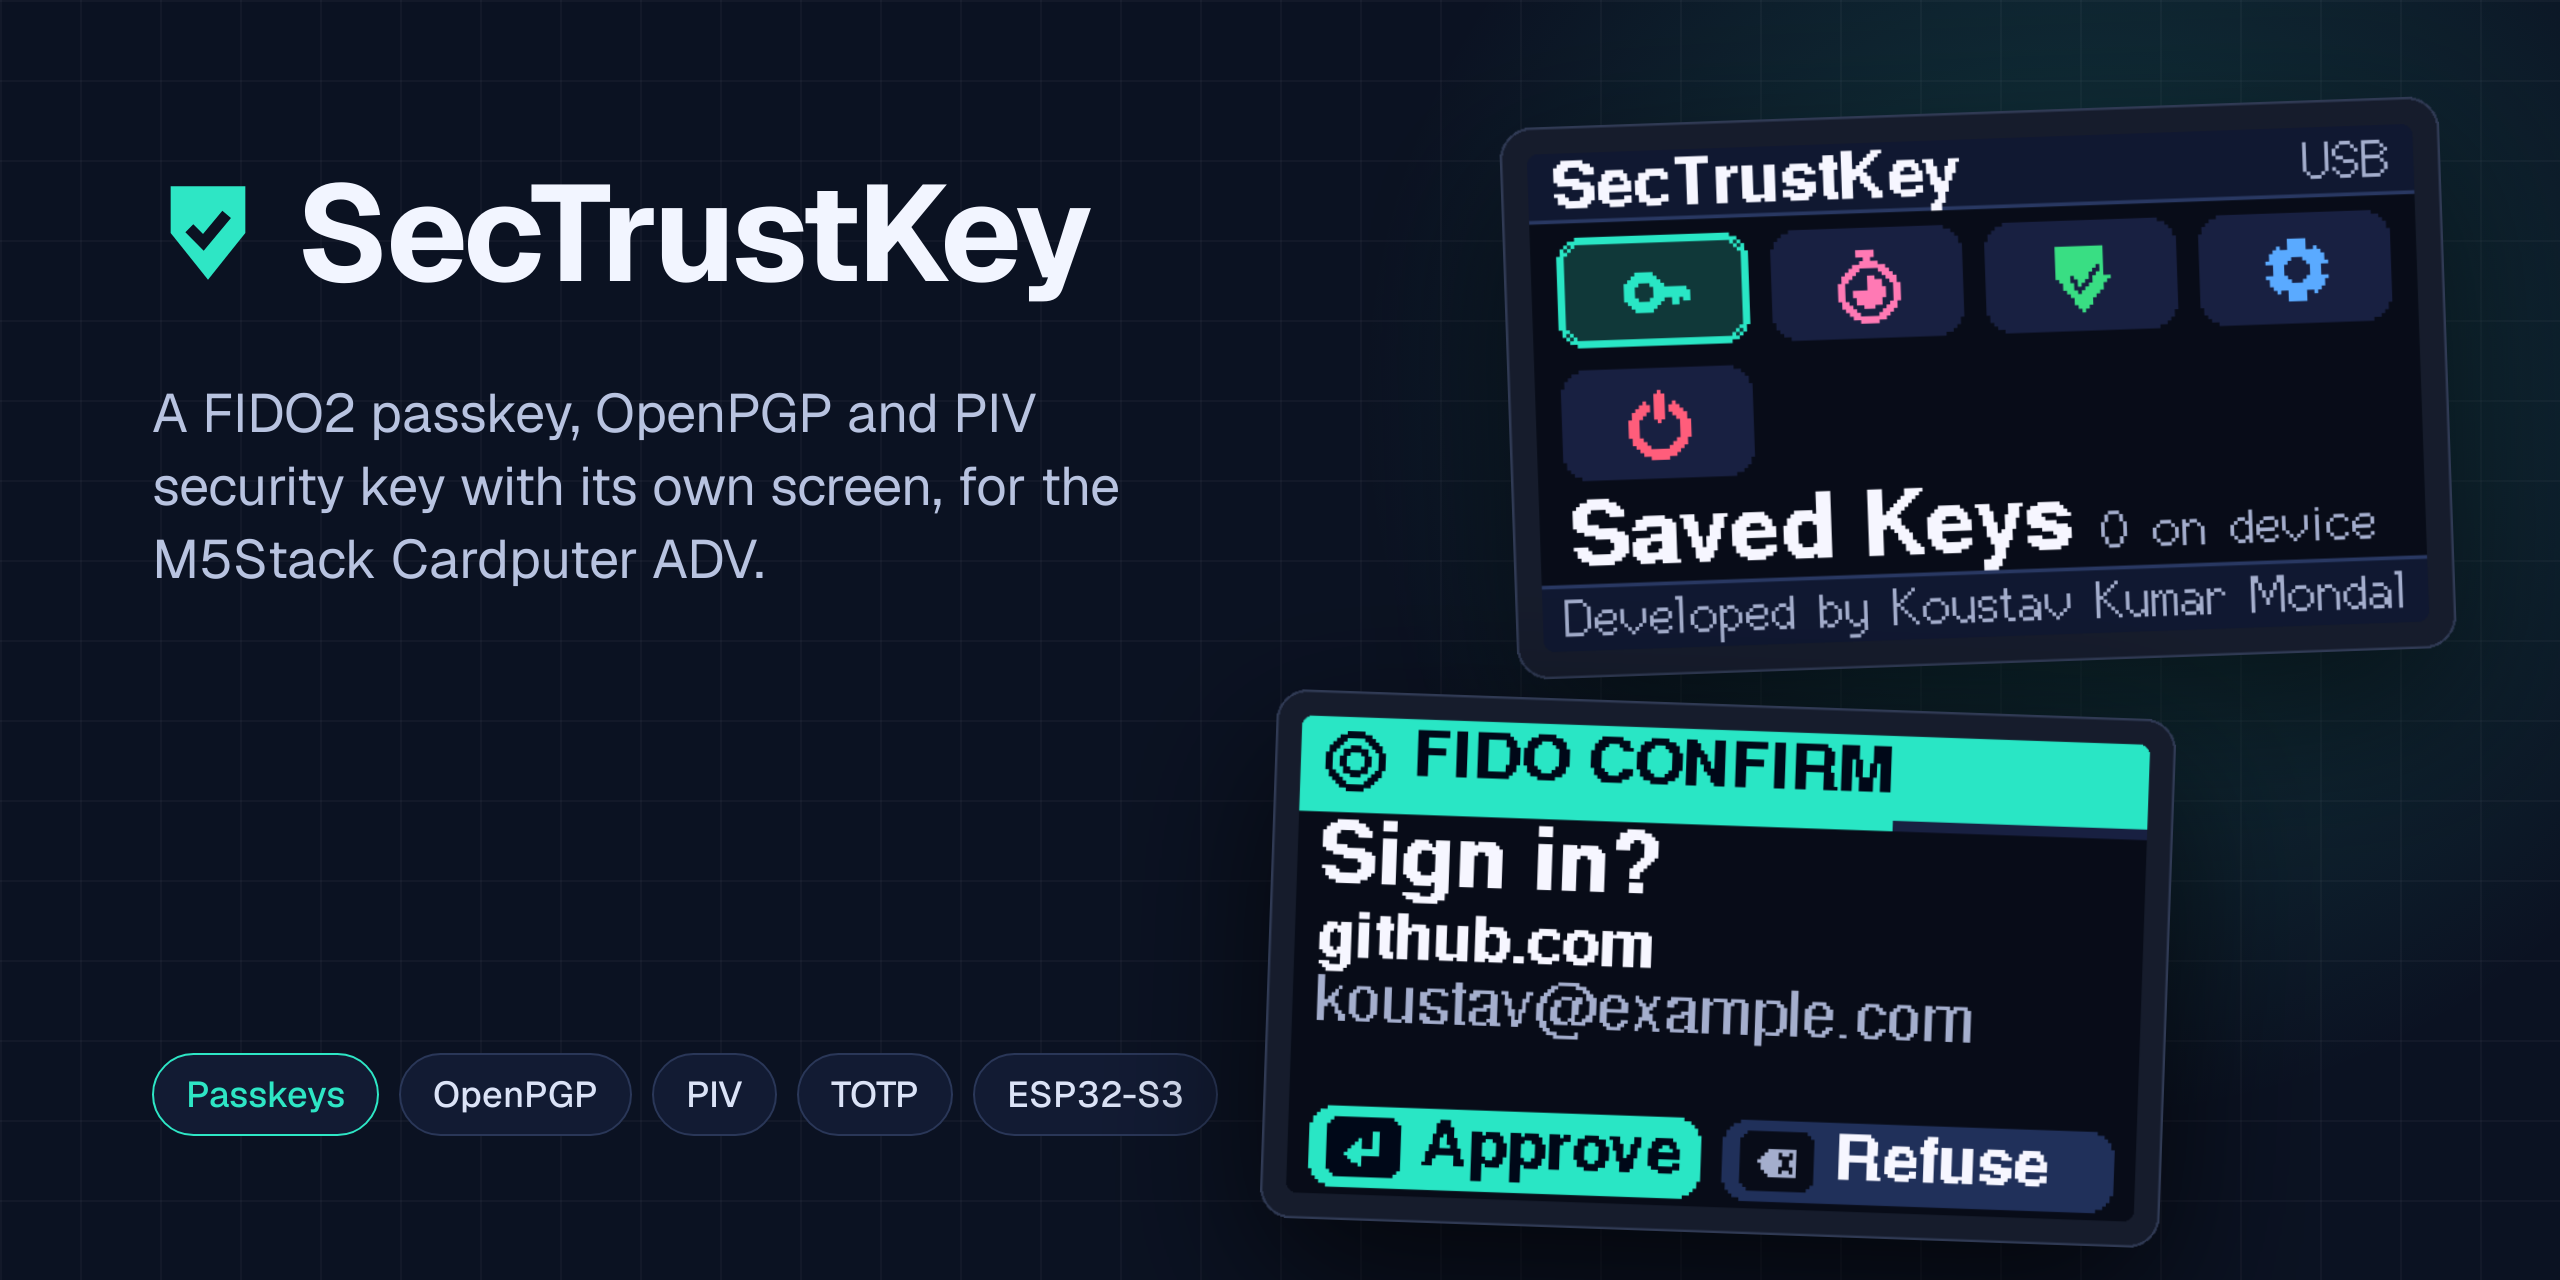 SecTrustKey
A FIDO2 passkey, OpenPGP and PIV
security key with its own screen, for the
M5Stack Cardputer ADV.
Passkeys
OpenPGP
PIV
TOTP
ESP32-S3
SecTrustKey
USB
Saved Keys 0 on device
Developed by Koustav Kumar Mondal
FIDO CONFIRM
Sign in?
github.com
koustav@example.com
Approve
Refuse